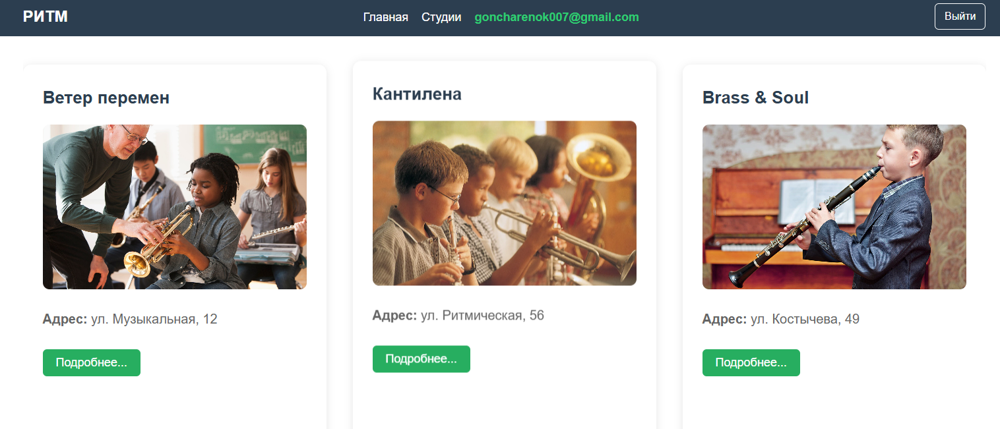 РИТМ
Главная Студии goncharenok007@gmail.com
Выйти
Ветер перемен
Адрес: ул. Музыкальная, 12
Подробнее...
Кантилена
Адрес: ул. Ритмическая, 56
Подробнее...
Brass & Soul
Адрес: ул. Костычева, 49
Подробнее...